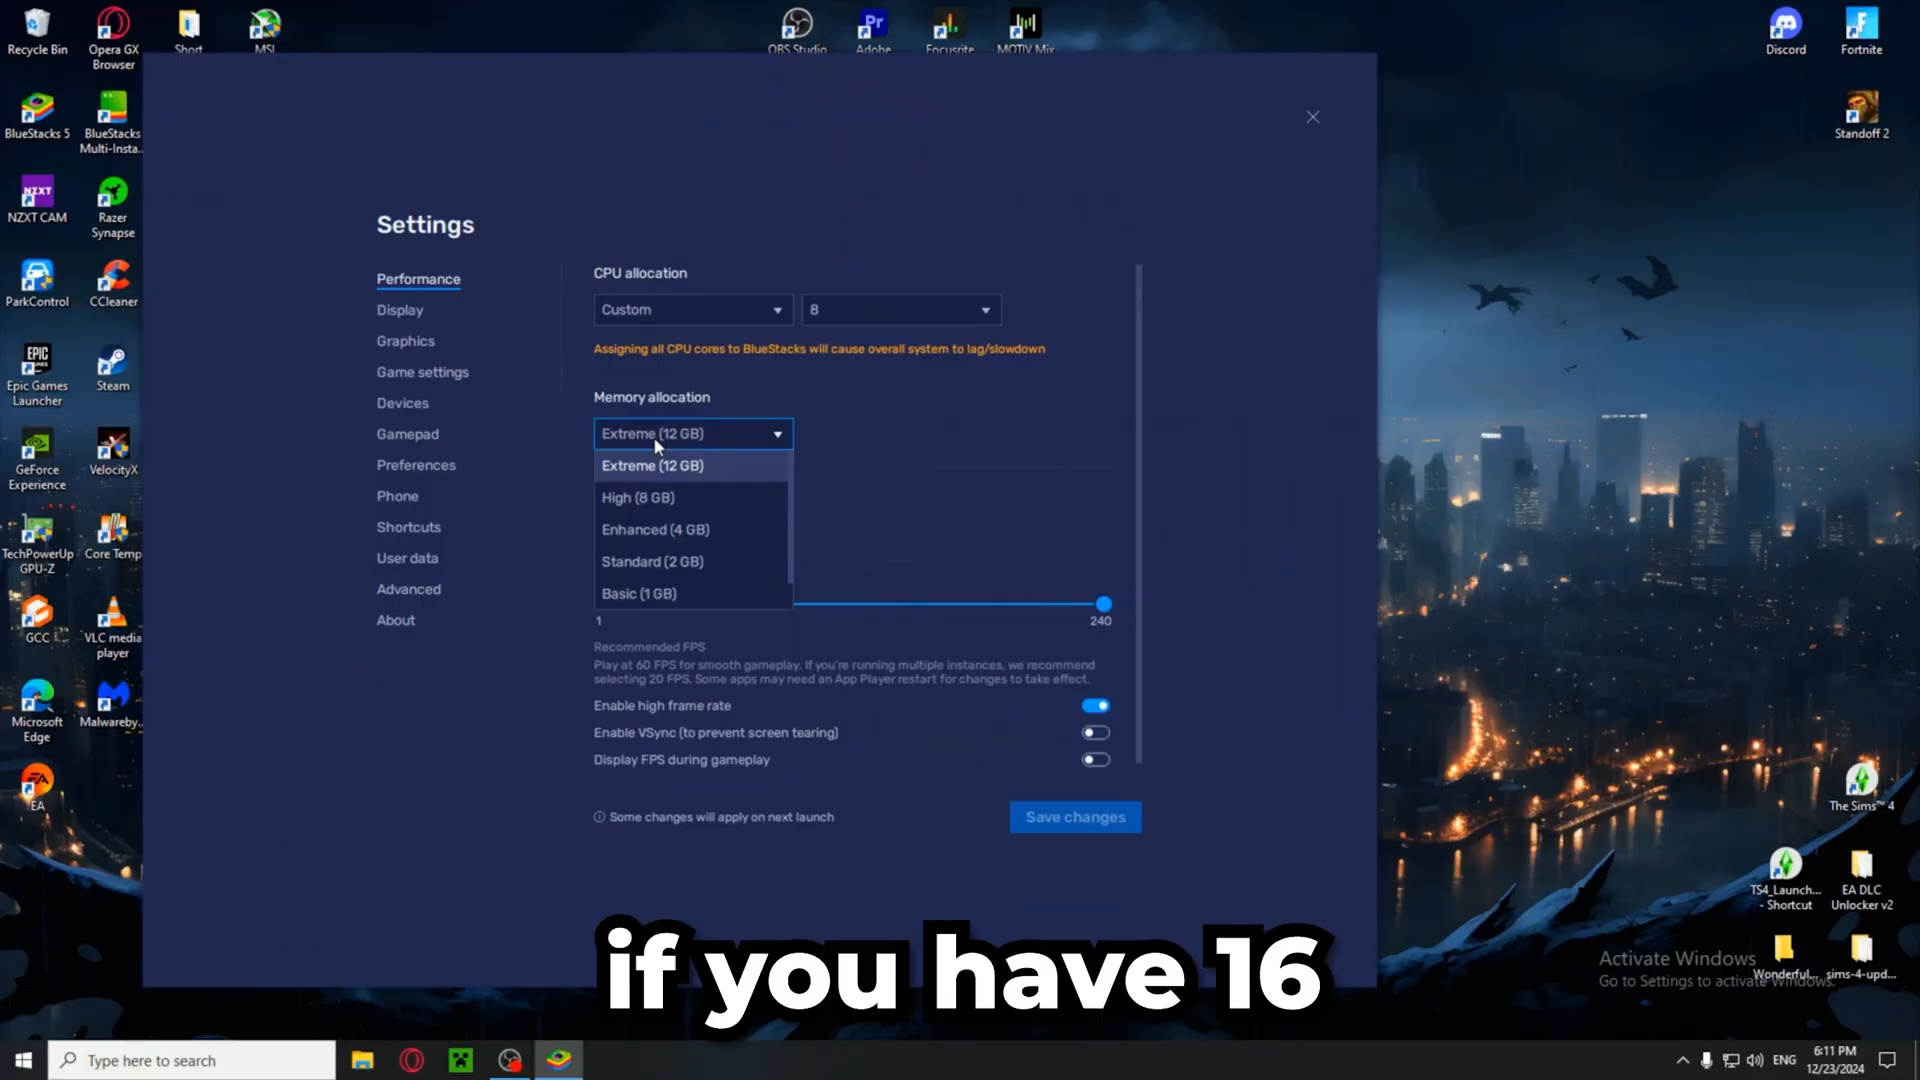 Recycle Bin
Opera GX
Browser
Short
MSI
OBS Studio
Adobe
Focusrite
MOTIV Mix
Discord
Fortnite
BlueStacks 5
BlueStacks
Multi-Insta...
Standoff 2
NZXT
NZXT CAM
Razer
Synapse
ParkControl
CCleaner
EPIC
GAMES
Epic Games
Launcher
Steam
GeForce
Experience
VelocityX
TechPowerUp
GPU-Z
Core Temp
GCC
VLC media
player
Microsoft
Edge
Malwareby...
EA
Pr
Settings
Performance
Display
Graphics
Game settings
Devices
Gamepad
Preferences
Phone
Shortcuts
User data
Advanced
About
CPU allocation
Custom
8
Assigning all CPU cores to BlueStacks will cause overall system to lag/slowdown
Memory allocation
Extreme (12 GB)
Extreme (12 GB)
High (8 GB)
Enhanced (4 GB)
Standard (2 GB)
Basic (1 GB)
1
240
Recommended FPS
Play at 60 FPS for smooth gameplay. If you're running multiple instances, we recommend
selecting 20 FPS. Some apps may need an App Player restart for changes to take effect.
Enable high frame rate
Enable VSync (to prevent screen tearing)
Display FPS during gameplay
Some changes will apply on next launch
Save changes
The Sims™ 4
TS4_Launch...
- Shortcut
EA DLC
Unlocker v2
Wonderful...
sims-4-upd...
Activate Windows
Go to Settings to activate Windows.
if you have 16
Type here to search
ENG
6:11 PM
12/23/2024